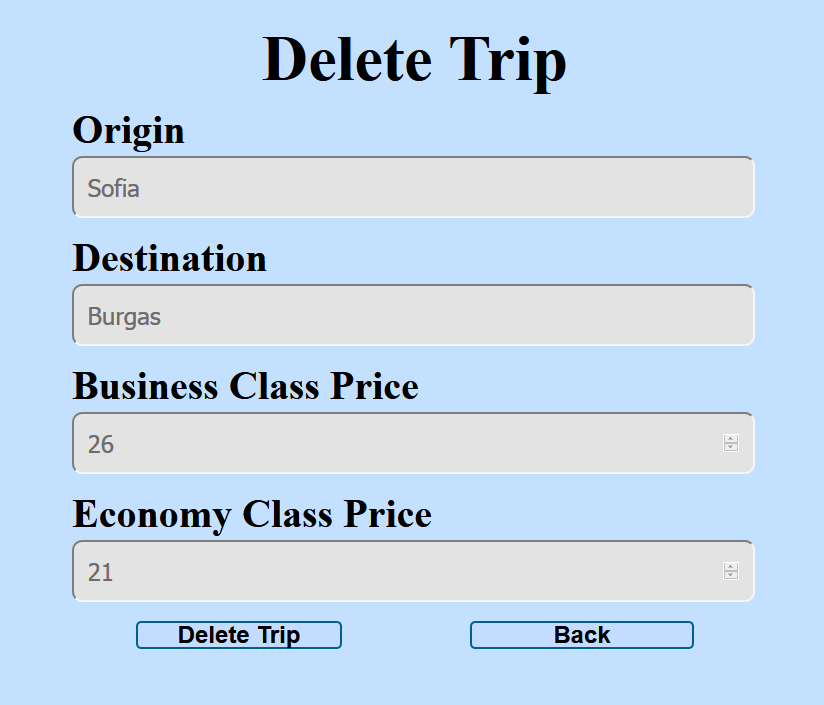 Delete Trip
Origin
Sofia
Destination
Burgas
Business Class Price
26
Economy Class Price
21
Delete Trip
Back